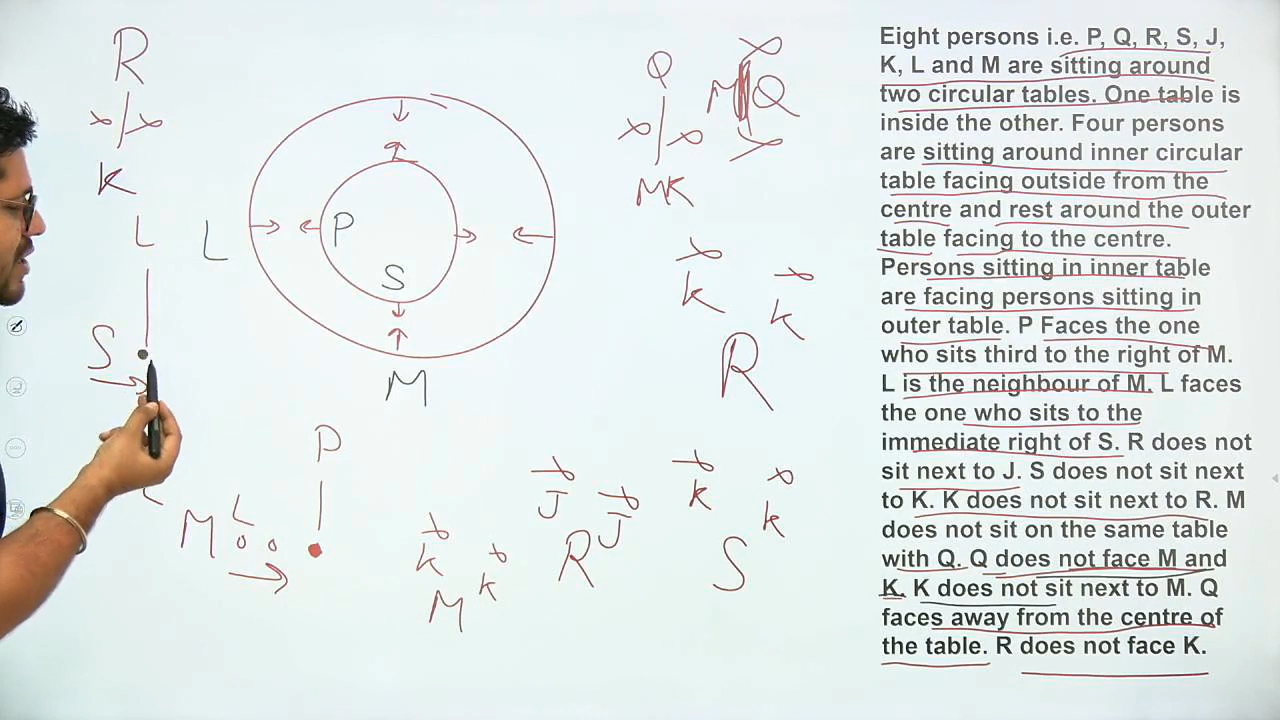 R
K
L
S
L
P
S
M
P
M L
K
K
M
J
J
R
K
K
S
Q
M Q
MK
K
K
R
Eight persons i.e. P, Q, R, S, J,
K, L and M are sitting around
two circular tables. One table is
inside the other. Four persons
are sitting around inner circular
table facing outside from the
centre and rest around the outer
table facing to the centre.
Persons sitting in inner table
are facing persons sitting in
outer table. P Faces the one
who sits third to the right of M.
L is the neighbour of M. L faces
the one who sits to the
immediate right of S. R does not
sit next to J. S does not sit next
to K. K does not sit next to R. M
does not sit on the same table
with Q. Q does not face M and
K. K does not sit next to M. Q
faces away from the centre of
the table. R does not face K.